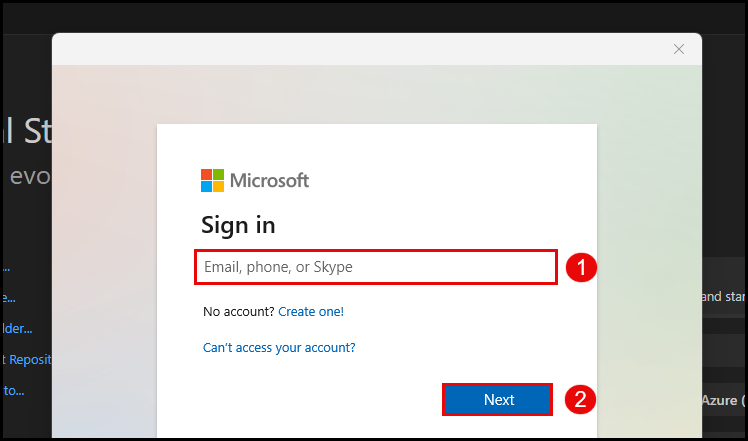 Microsoft
Sign in
Email, phone, or Skype
1
No account? Create one!
Can't access your account?
Next
2
l St
evo
...
e...
lder...
t Reposit
to...
and star
Azure (